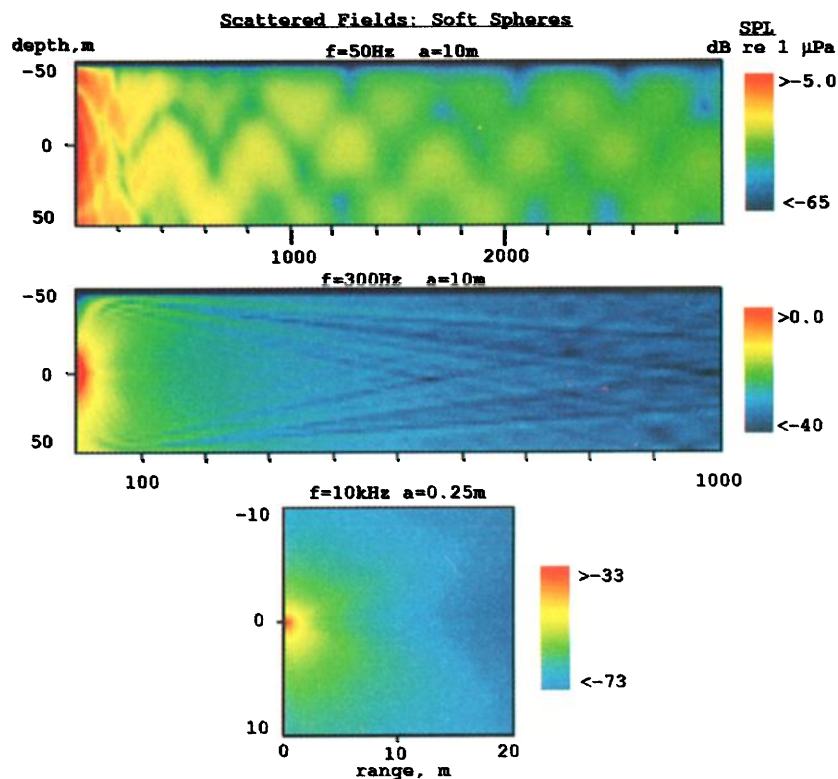 Scattered Fields: Soft Spheres
SPL
dB re 1 μPa
depth,m
f=50Hz a=10m
-50
0
50
>-5.0
<-65
1000
2000
f=300Hz a=10m
-50
0
50
>0.0
<-40
100
1000
f=10kHz a=0.25m
-10
0
10
>-33
<-73
0
10
20
range, m